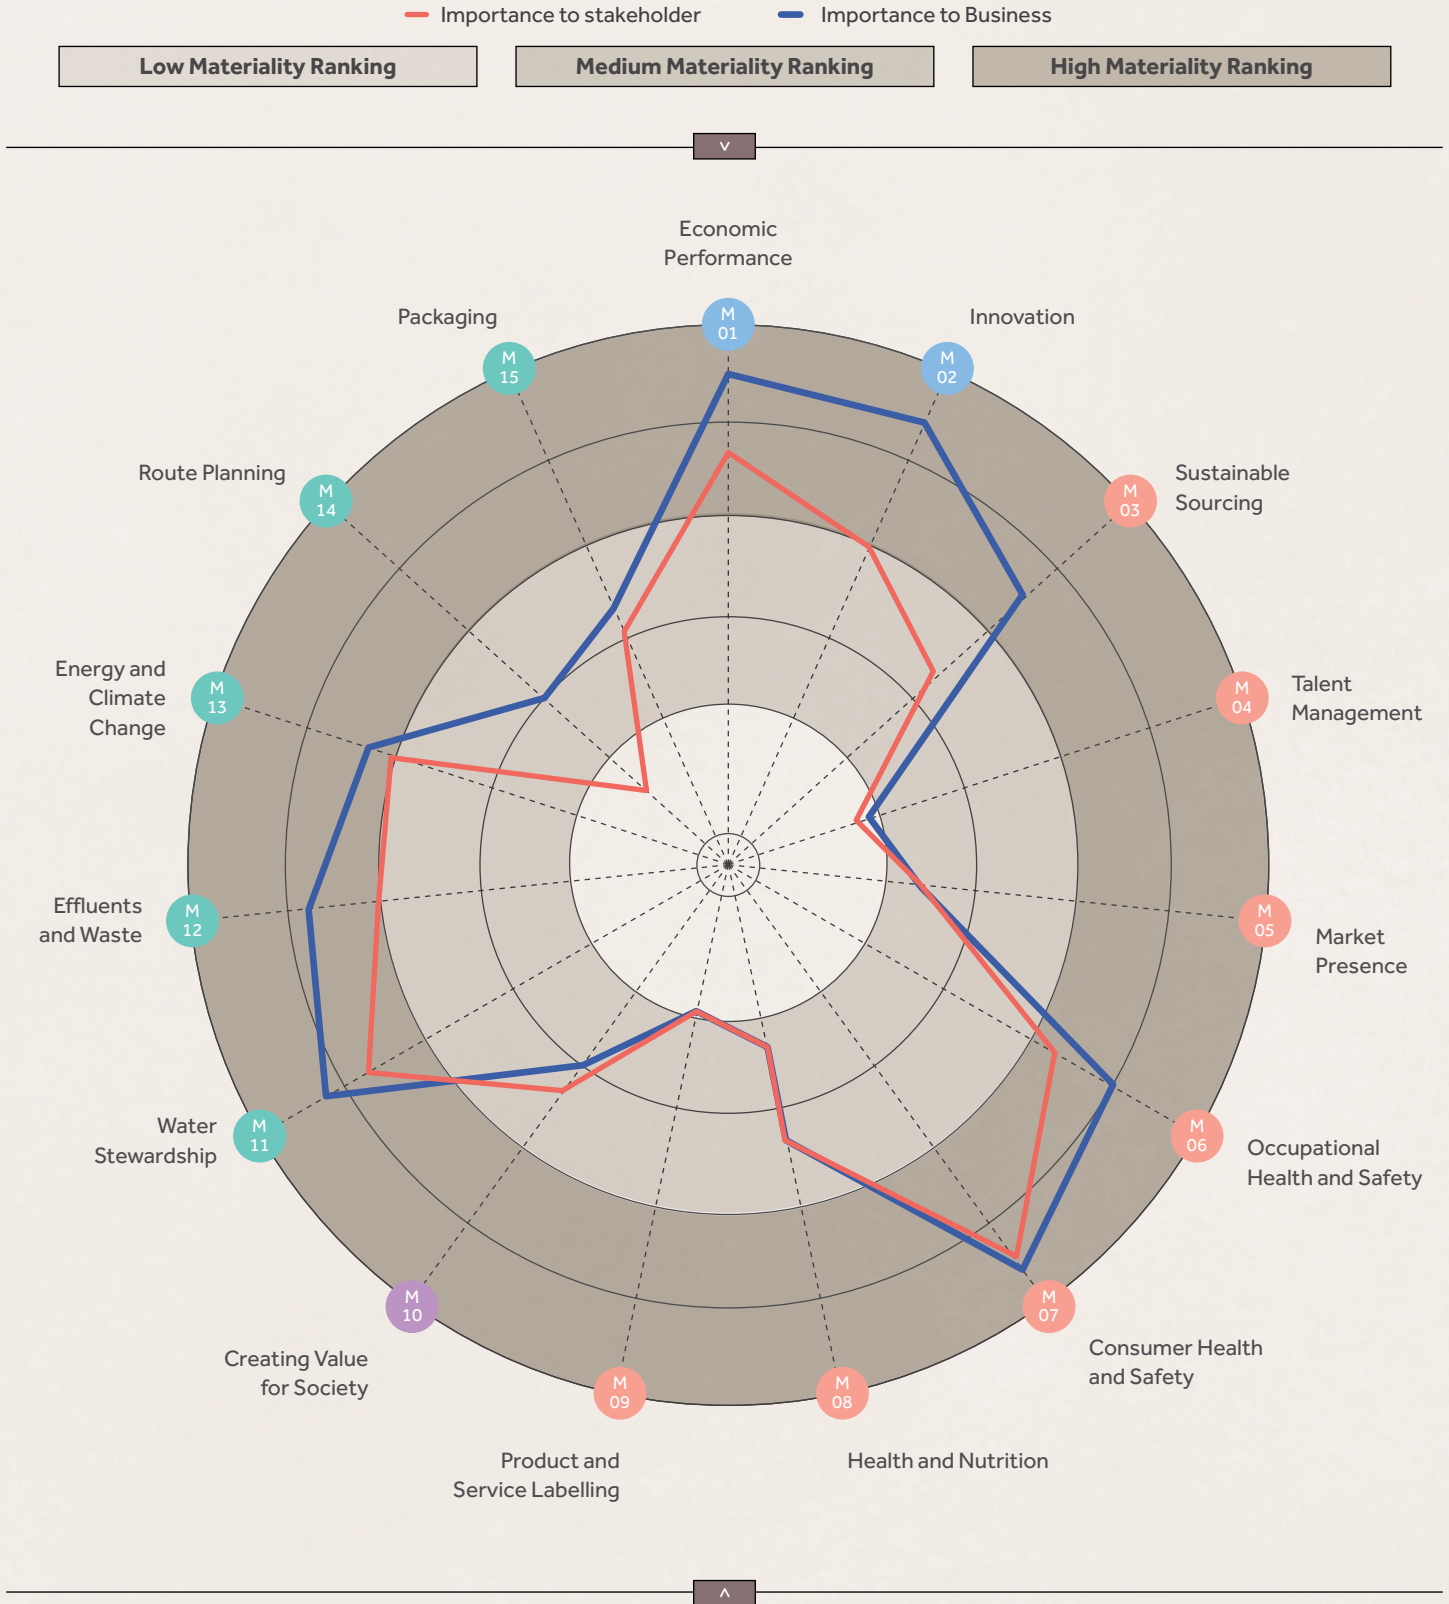 Importance to stakeholder
Importance to Business
Low Materiality Ranking
Medium Materiality Ranking
High Materiality Ranking
Economic
Performance
M
01
Innovation
M
02
Sustainable
Sourcing
M
03
Talent
Management
M
04
Market
Presence
M
05
Occupational
Health and Safety
M
06
Consumer Health
and Safety
M
07
Health and Nutrition
M
08
Product and
Service Labelling
M
09
Creating Value
for Society
M
10
Water
Stewardship
M
11
Effluents
and Waste
M
12
Energy and
Climate
Change
M
13
Route Planning
M
14
Packaging
M
15